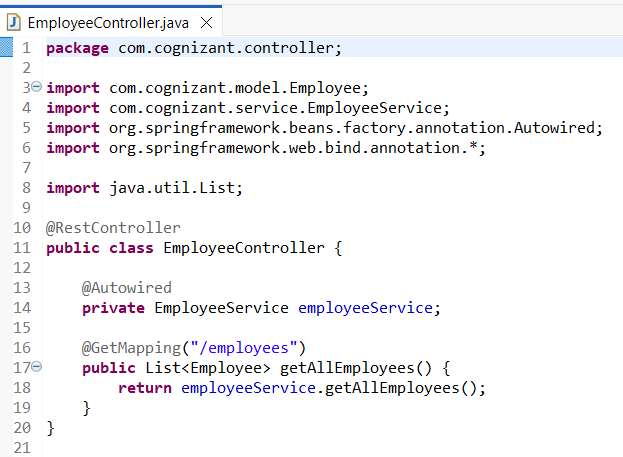 EmployeeController.java
1 package com.cognizant.controller;
2
3 import com.cognizant.model.Employee;
4 import com.cognizant.service.EmployeeService;
5 import org.springframework.beans.factory.annotation.Autowired;
6 import org.springframework.web.bind.annotation.*;
7
8 import java.util.List;
9
10 @RestController
11 public class EmployeeController {
12
13     @Autowired
14     private EmployeeService employeeService;
15
16     @GetMapping("/employees")
17     public List<Employee> getAllEmployees() {
18         return employeeService.getAllEmployees();
19     }
20 }
21